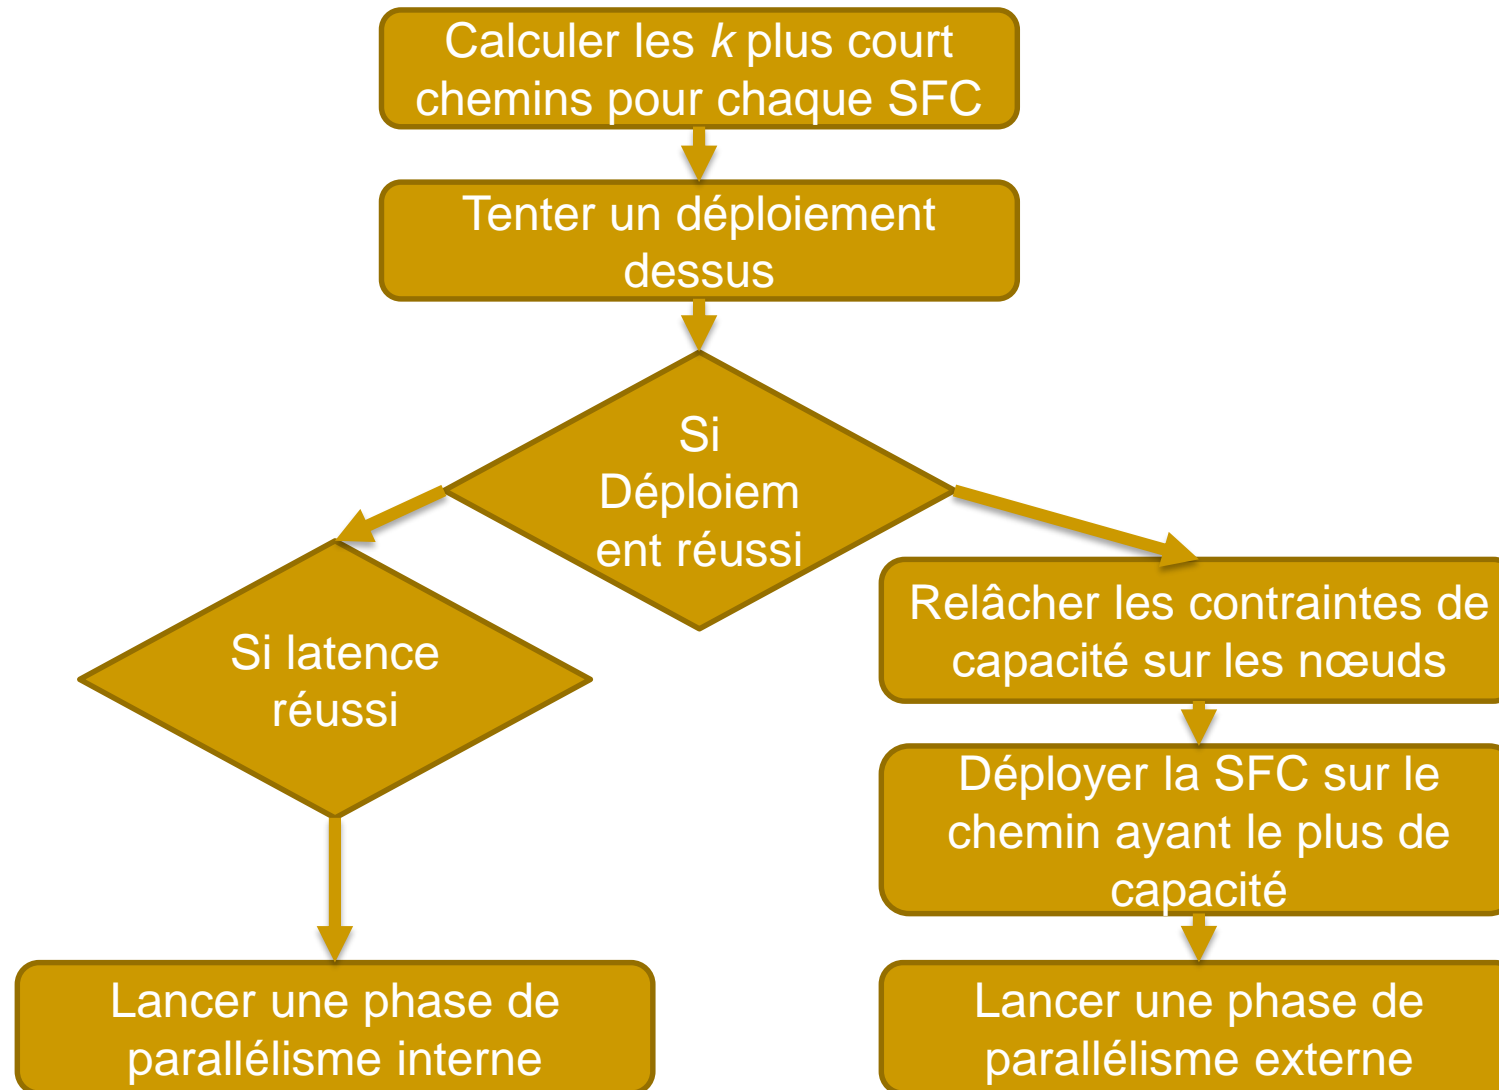 Calculer les k plus court
chemins pour chaque SFC
Tenter un déploiement
dessus
Si
Déploiem
ent réussi
Si latence
réussi
Relâcher les contraintes de
capacité sur les nœuds
Déployer la SFC sur le
chemin ayant le plus de
capacité
Lancer une phase de
parallélisme interne
Lancer une phase de
parallélisme externe